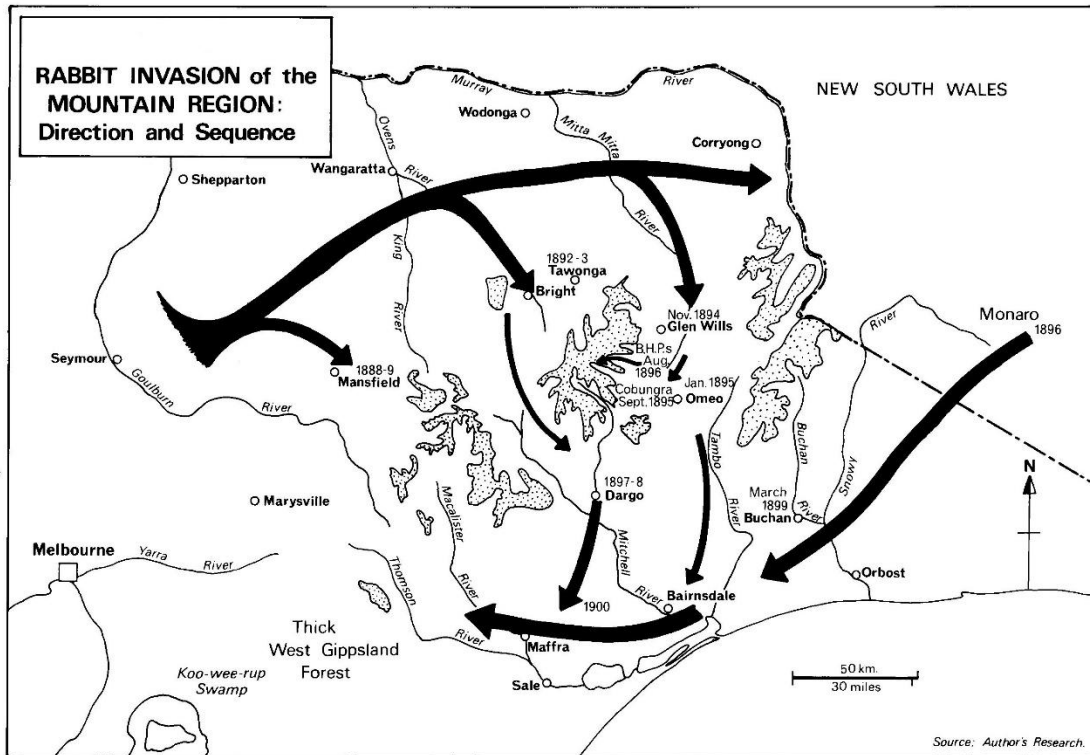 RABBIT INVASION of the
MOUNTAIN REGION:
Direction and Sequence
NEW SOUTH WALES
Murray
River
Wodonga
Mitta Mitta
River
Corryong
Ovens
River
Wangaratta
Shepparton
King
River
1892-3
Tawonga
Bright
Nov. 1894
Glen Wills
B.H.P.s
Aug.
1896
Cobungra
Sept. 1895
Jan. 1895
Omeo
River
Monaro
1896
Seymour
Goulburn
River
1888-9
Mansfield
Tambo
River
Buchan
River
Snowy
March
1899
Buchan
1897-8
Dargo
Marysville
Macalister
River
Mitchell
River
Melbourne
Yarra
River
Thomson
River
Orbost
Bairnsdale
1900
Maffra
Thick
West Gippsland
Forest
Koo-wee-rup
Swamp
Sale
N
50 km.
30 miles
Source: Author's Research.